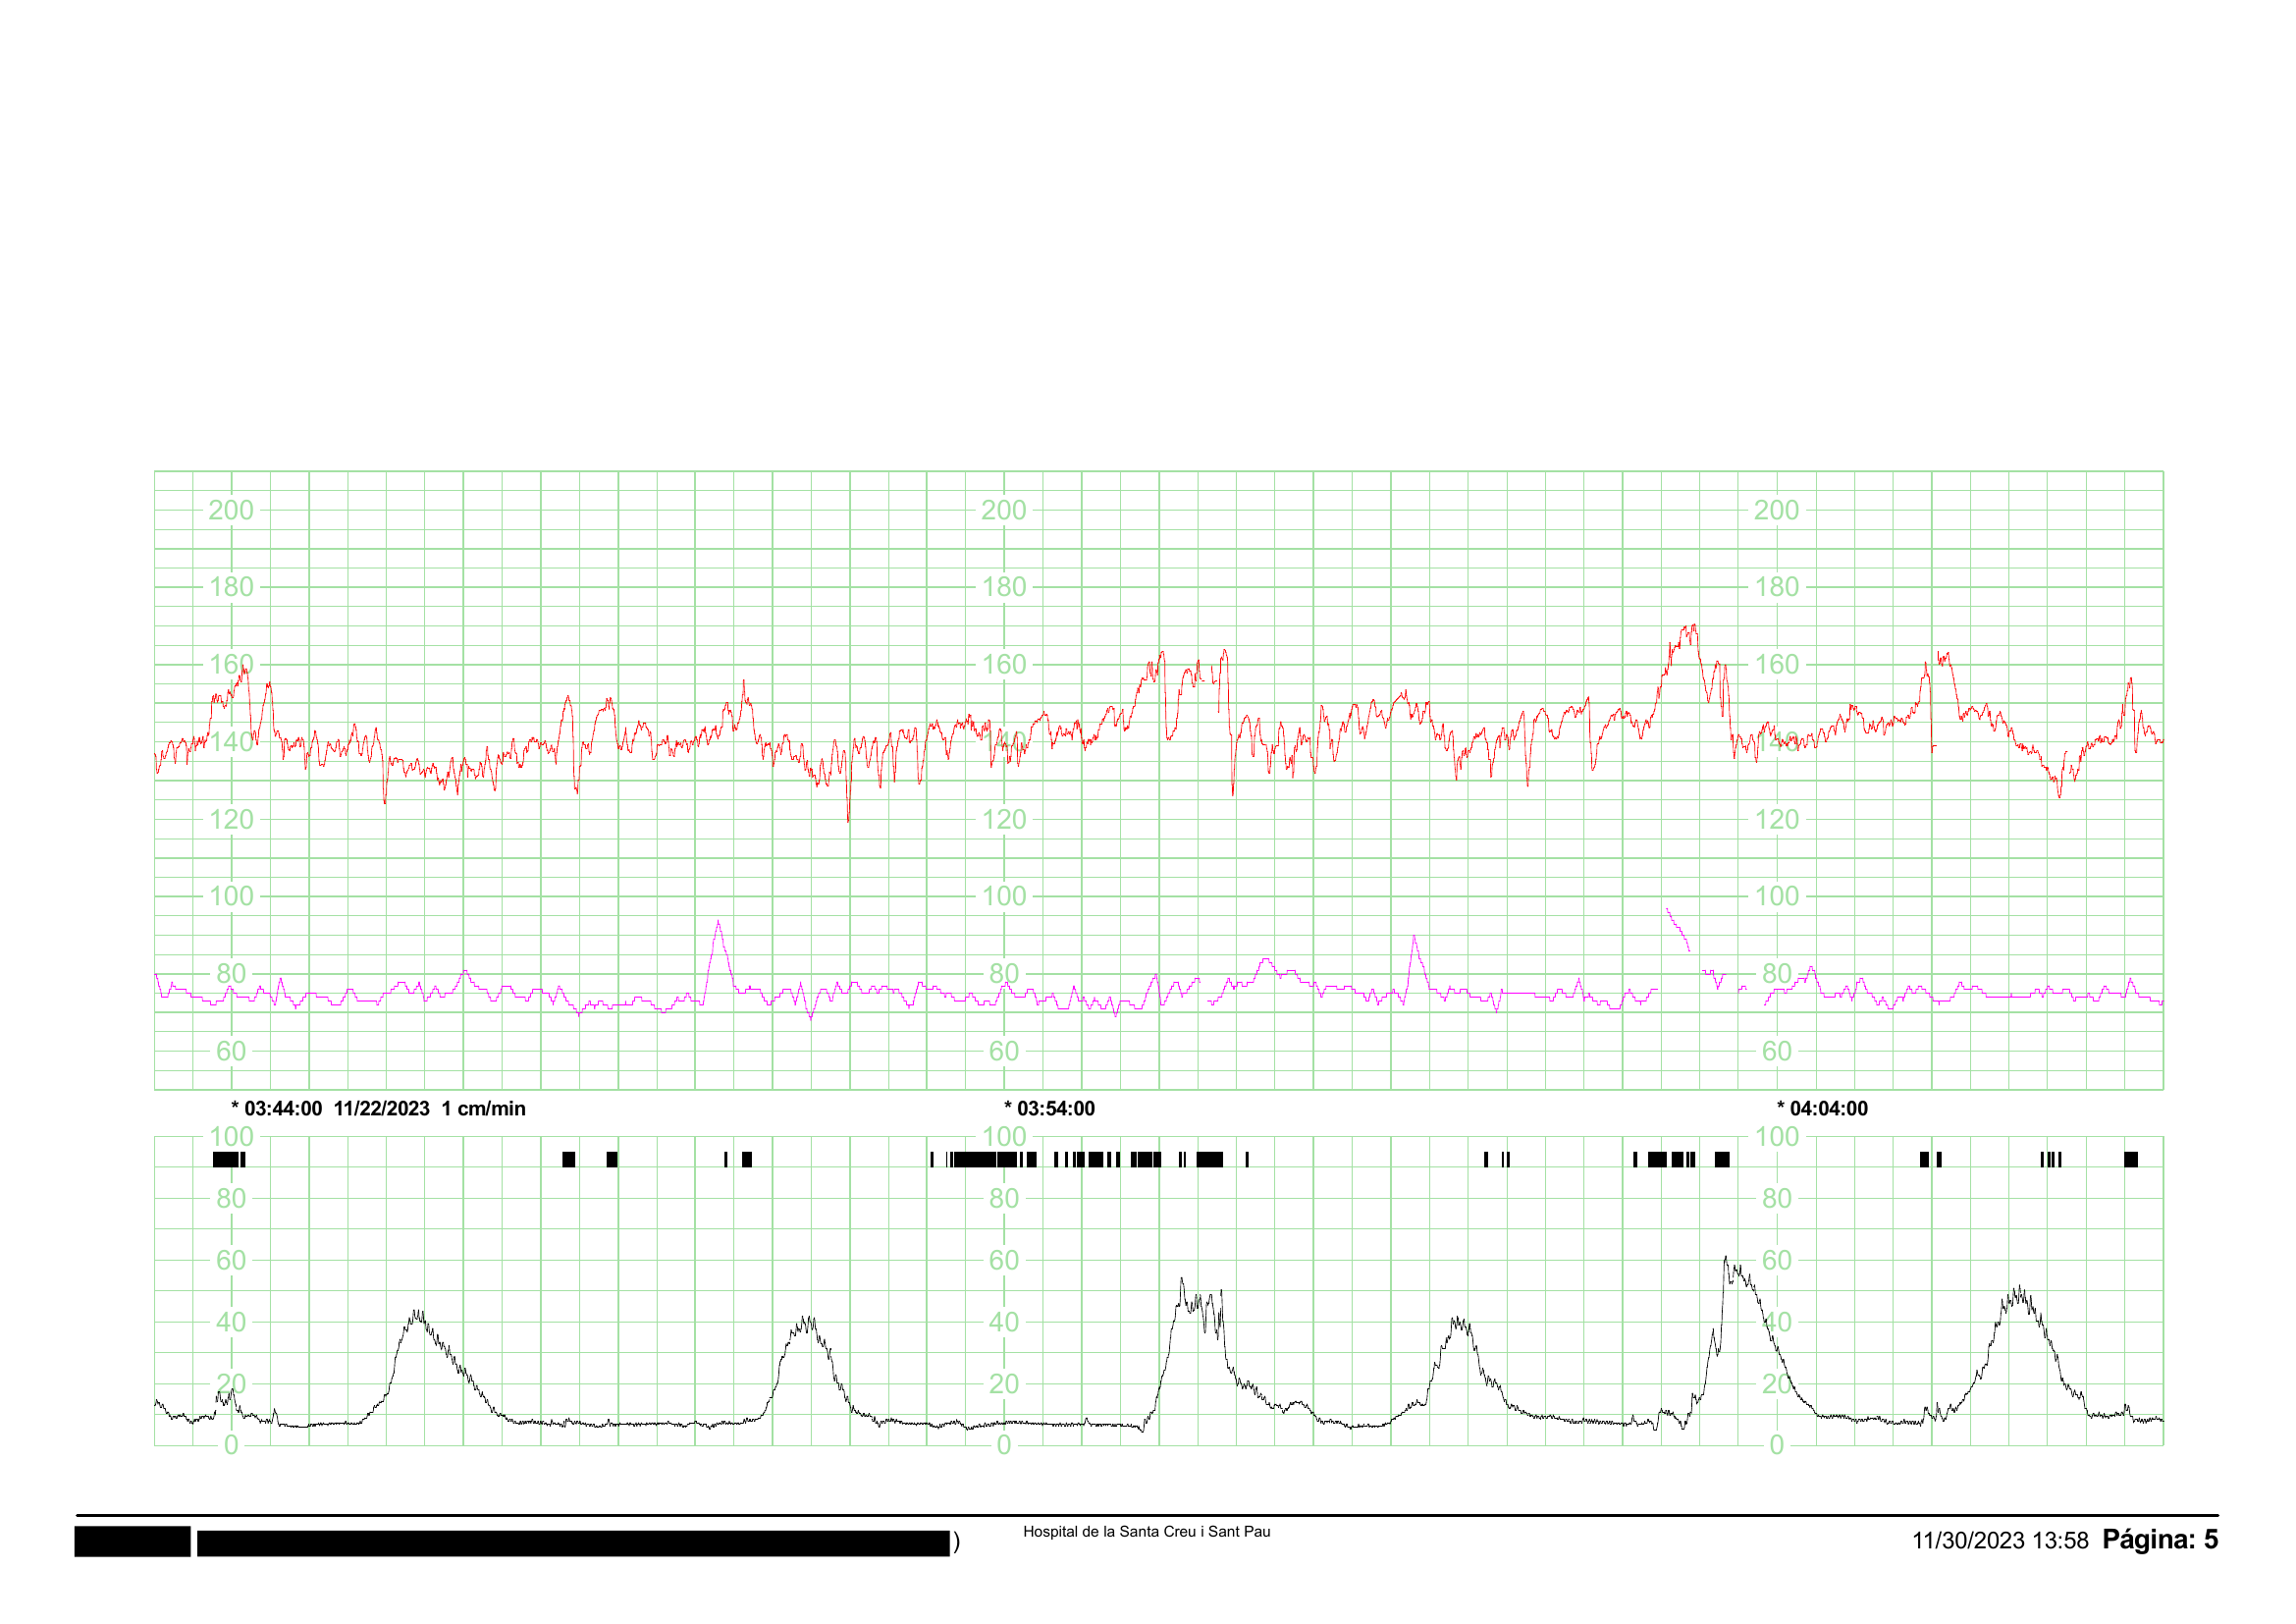 200 200 200
180 180 180
160 160 160
140 140 140
120 120 120
100 100 100
80 80 80
60 60 60
* 03:44:00 11/22/2023 1 cm/min * 03:54:00 * 04:04:00
100 100 100
80 80 80
60 60 60
40 40 40
20 20 20
0 0 0
) Hospital de la Santa Creu i Sant Pau 11/30/2023 13:58 Página: 5